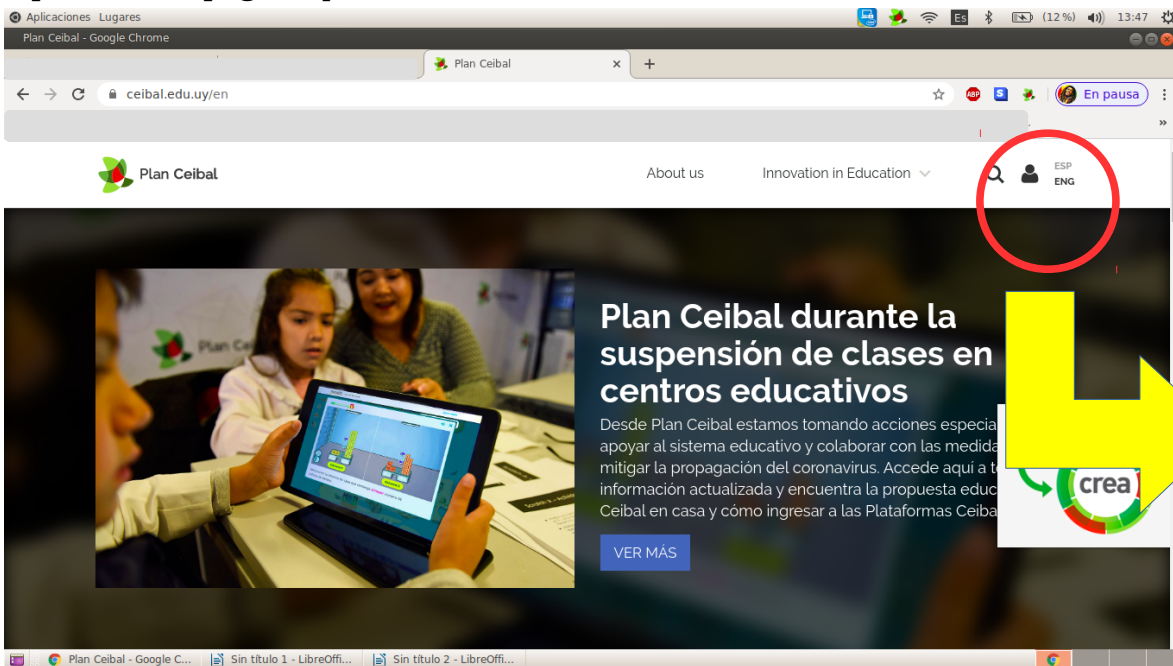 Aplicaciones Lugares
Es (12 %) 13:47
Plan Ceibal - Google Chrome
Plan Ceibal × +
ceibal.edu.uy/en
ABP S En pausa
»
Plan Ceibal
About us Innovation in Education ESP
ENG
Plan Ceibal durante la
suspensión de clases en
centros educativos
Desde Plan Ceibal estamos tomando acciones especia
apoyar al sistema educativo y colaborar con las medida
mitigar la propagación del coronavirus. Accede aquí a t
información actualizada y encuentra la propuesta educ
Ceibal en casa y cómo ingresar a las Plataformas Ceiba
crea
VER MÁS
Plan Ceibal - Google C... Sin título 1 - LibreOffi... Sin título 2 - LibreOffi...